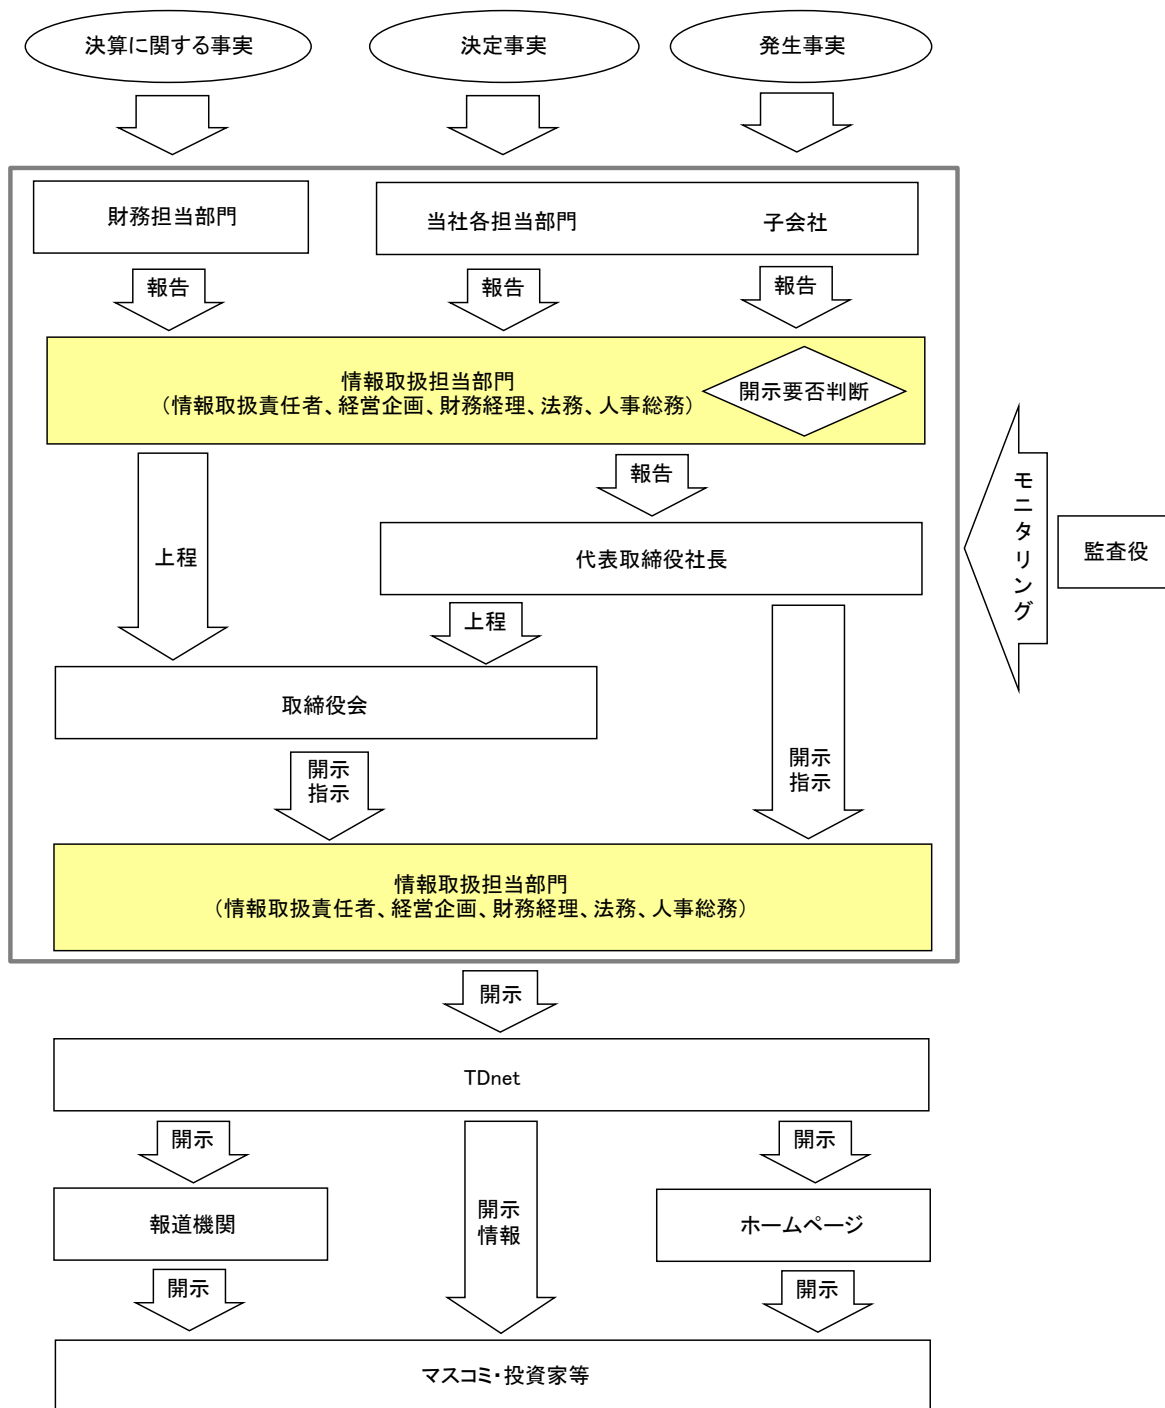 決算に関する事実
決定事実
発生事実
財務担当部門
当社各担当部門
子会社
報告
報告
報告
情報取扱担当部門
（情報取扱責任者、経営企画、財務経理、法務、人事総務）
開示要否判断
報告
上程
代表取締役社長
モニタリング
監査役
上程
取締役会
開示
指示
開示
指示
情報取扱担当部門
（情報取扱責任者、経営企画、財務経理、法務、人事総務）
開示
TDnet
開示
開示
報道機関
開示
情報
ホームページ
開示
開示
マスコミ・投資家等